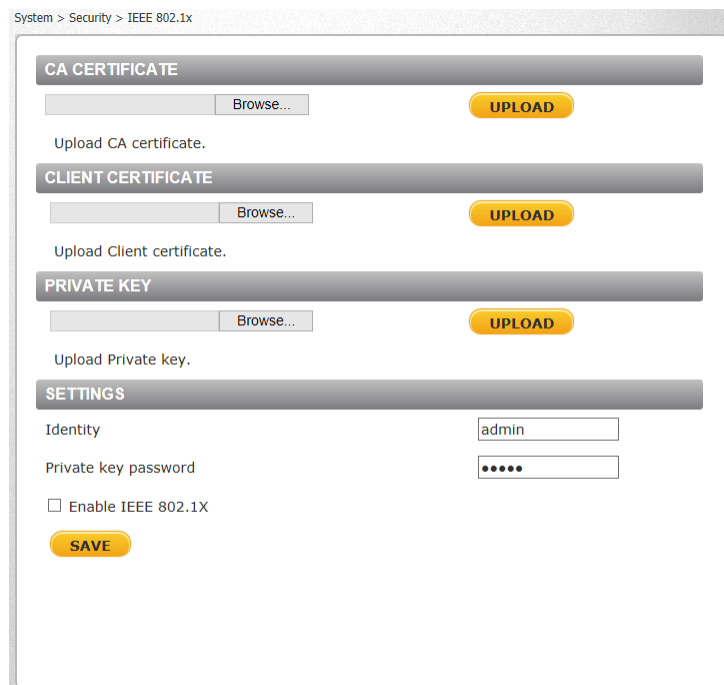 System > Security > IEEE 802.1x
CA CERTIFICATE
Browse... UPLOAD
Upload CA certificate.
CLIENT CERTIFICATE
Browse... UPLOAD
Upload Client certificate.
PRIVATE KEY
Browse... UPLOAD
Upload Private key.
SETTINGS
Identity admin
Private key password •••••
Enable IEEE 802.1X
SAVE